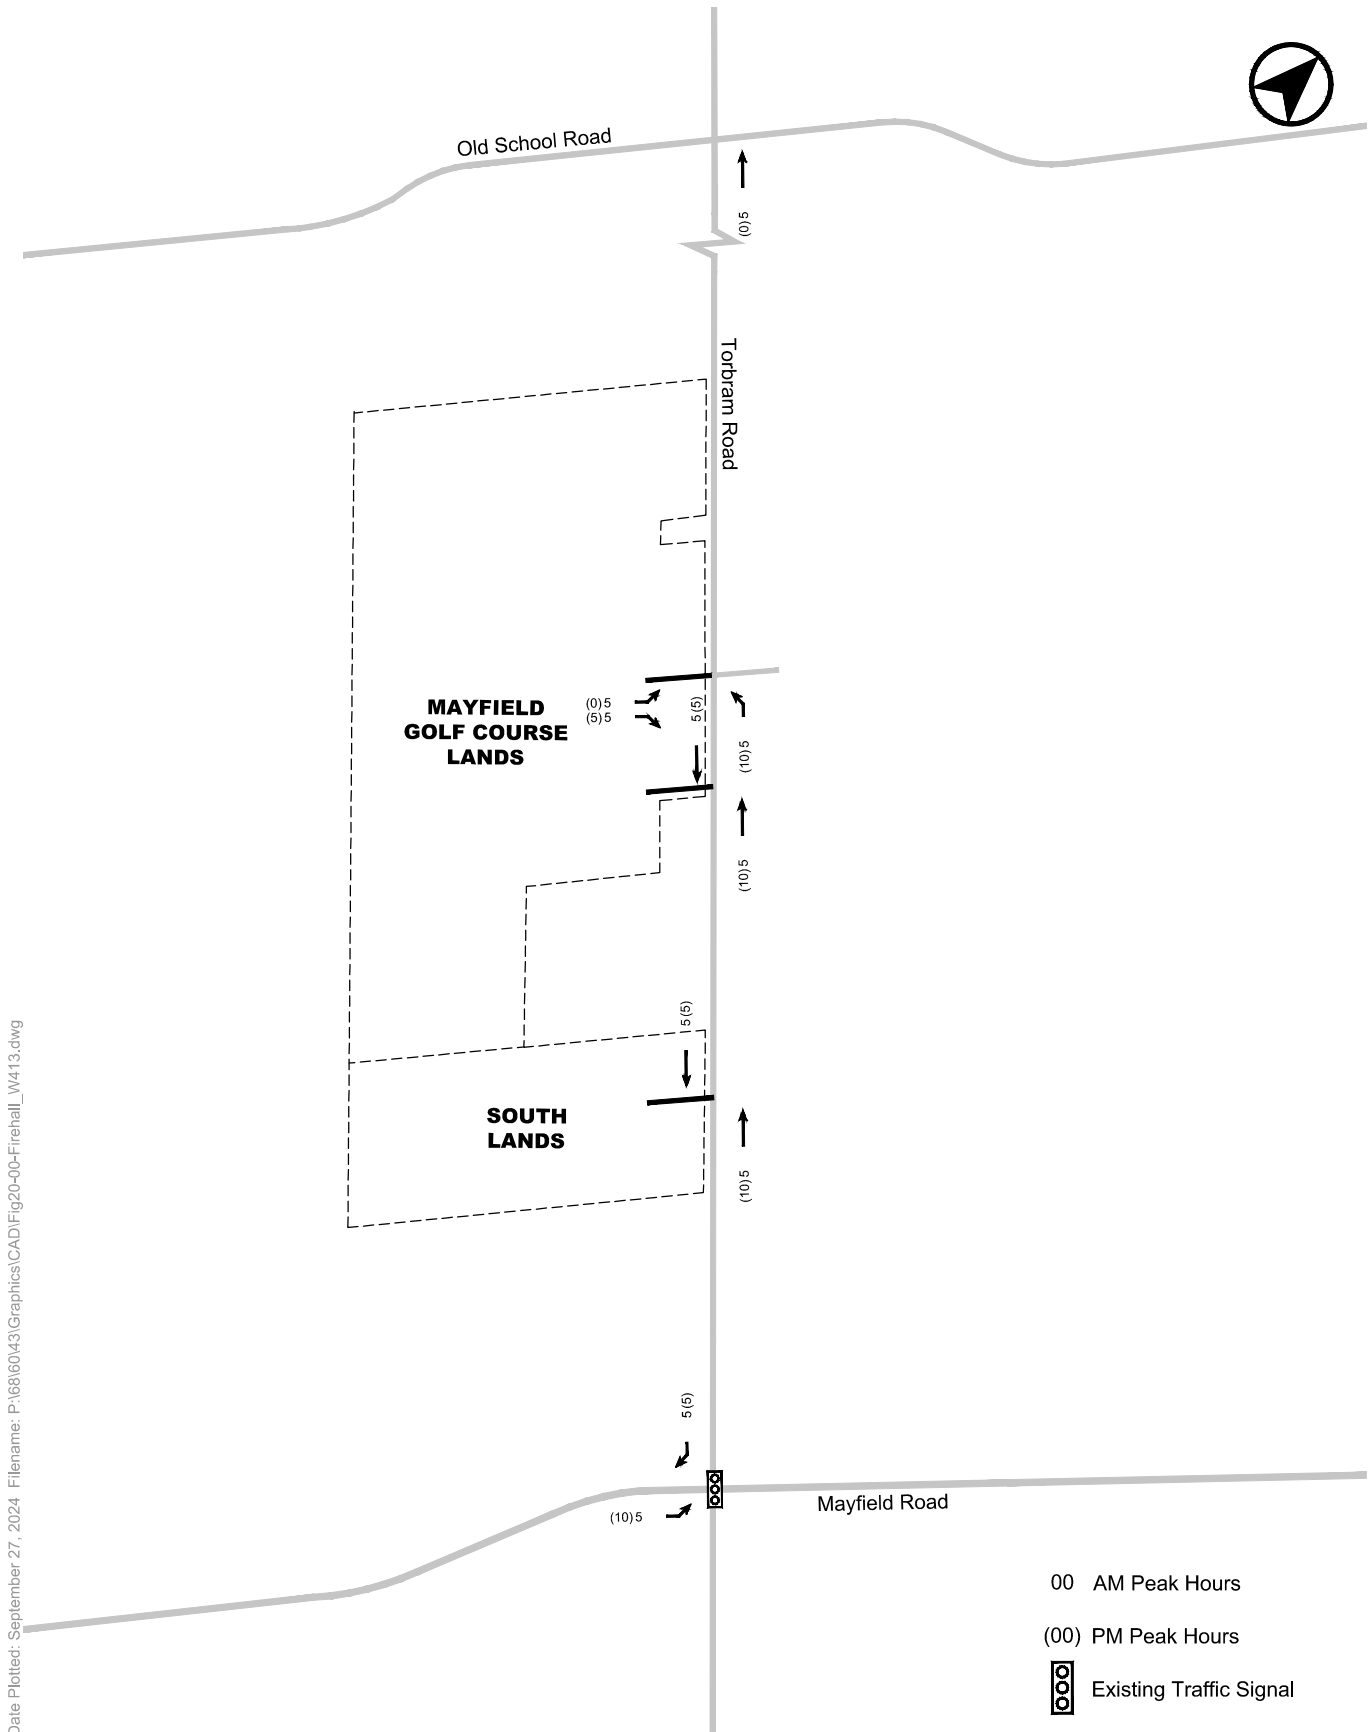 Old School Road
(0)5
Torbram Road
MAYFIELD
GOLF COURSE
LANDS
(0)5
(5)5
5(5)
(10)5
(10)5
5(5)
SOUTH
LANDS
(10)5
5(5)
(10)5
Mayfield Road
00 AM Peak Hours
(00) PM Peak Hours
Existing Traffic Signal
Date Plotted: September 27, 2024 Filename: P:\68\60\43\Graphics\CAD\Fig20-00-Firehall_W413.dwg